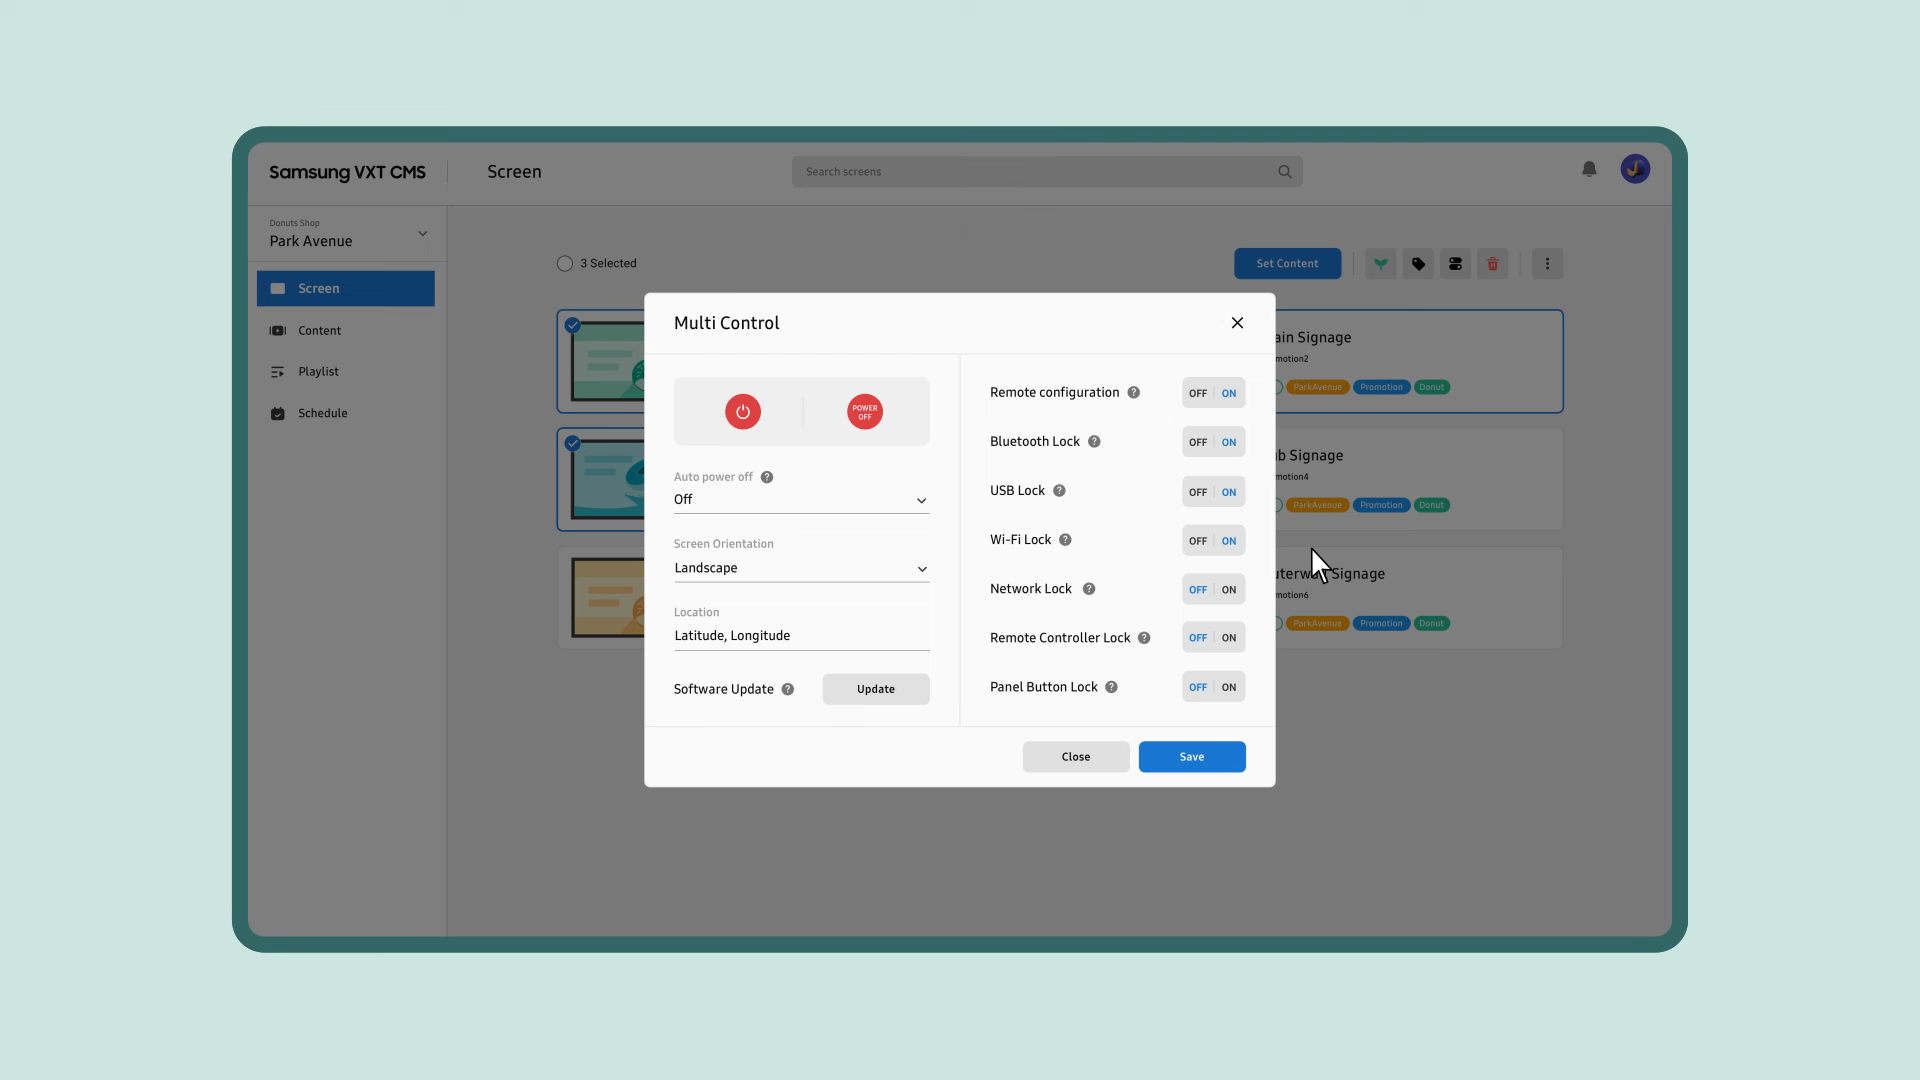 Samsung VXT CMS
Screen
Search screens
Donuts Shop
Park Avenue
Screen
Content
Playlist
Schedule
3 Selected
Set Content
Multi Control
POWER
OFF
Auto power off
Off
Screen Orientation
Landscape
Location
Latitude, Longitude
Software Update
Update
Remote configuration OFF ON
Bluetooth Lock OFF ON
USB Lock OFF ON
Wi-Fi Lock OFF ON
Network Lock OFF ON
Remote Controller Lock OFF ON
Panel Button Lock OFF ON
Close
Save
ain Signage
motion2
ParkAvenue Promotion Donut
b Signage
motion4
ParkAvenue Promotion Donut
Signage
motion6
ParkAvenue Promotion Donut